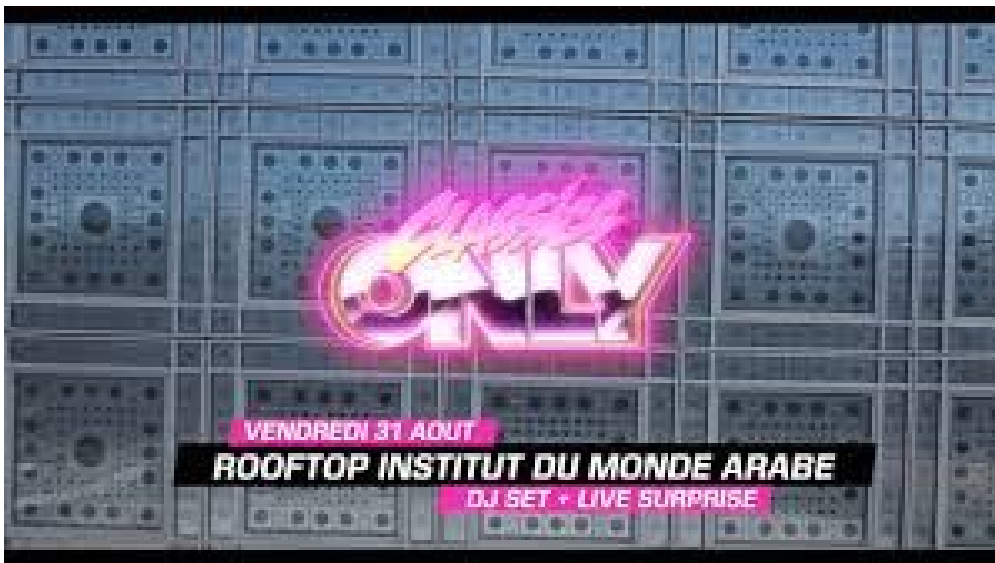 ONLY
VENDREDI 31 AOUT
ROOFTOP INSTITUT DU MONDE ARABE
DJ SET + LIVE SURPRISE